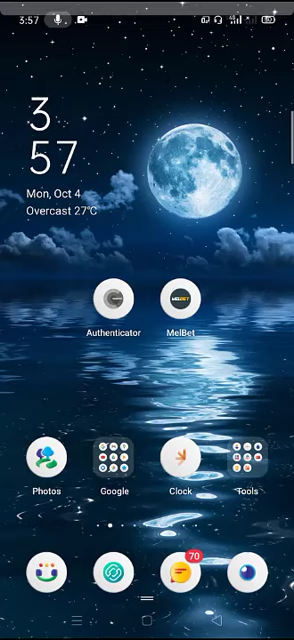 3:57
3
57
Mon, Oct 4
Overcast 27°C
MELBET
Authenticator
MelBet
Photos
Google
Clock
Tools
70